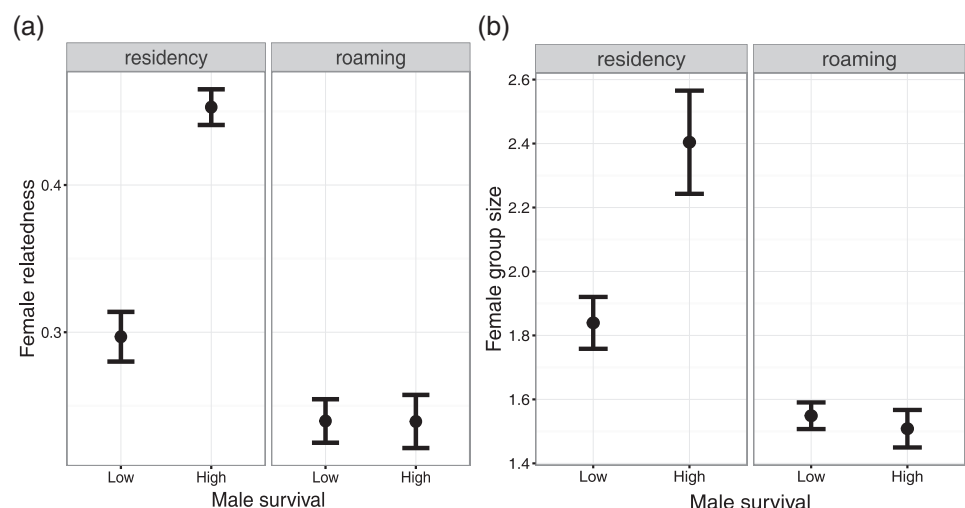 (a)
residency roaming
Female relatedness
0.4
0.3
Low High Low High
Male survival
(b)
residency roaming
Female group size
2.6
2.4
2.2
2.0
1.8
1.6
1.4
Low High Low High
Male survival